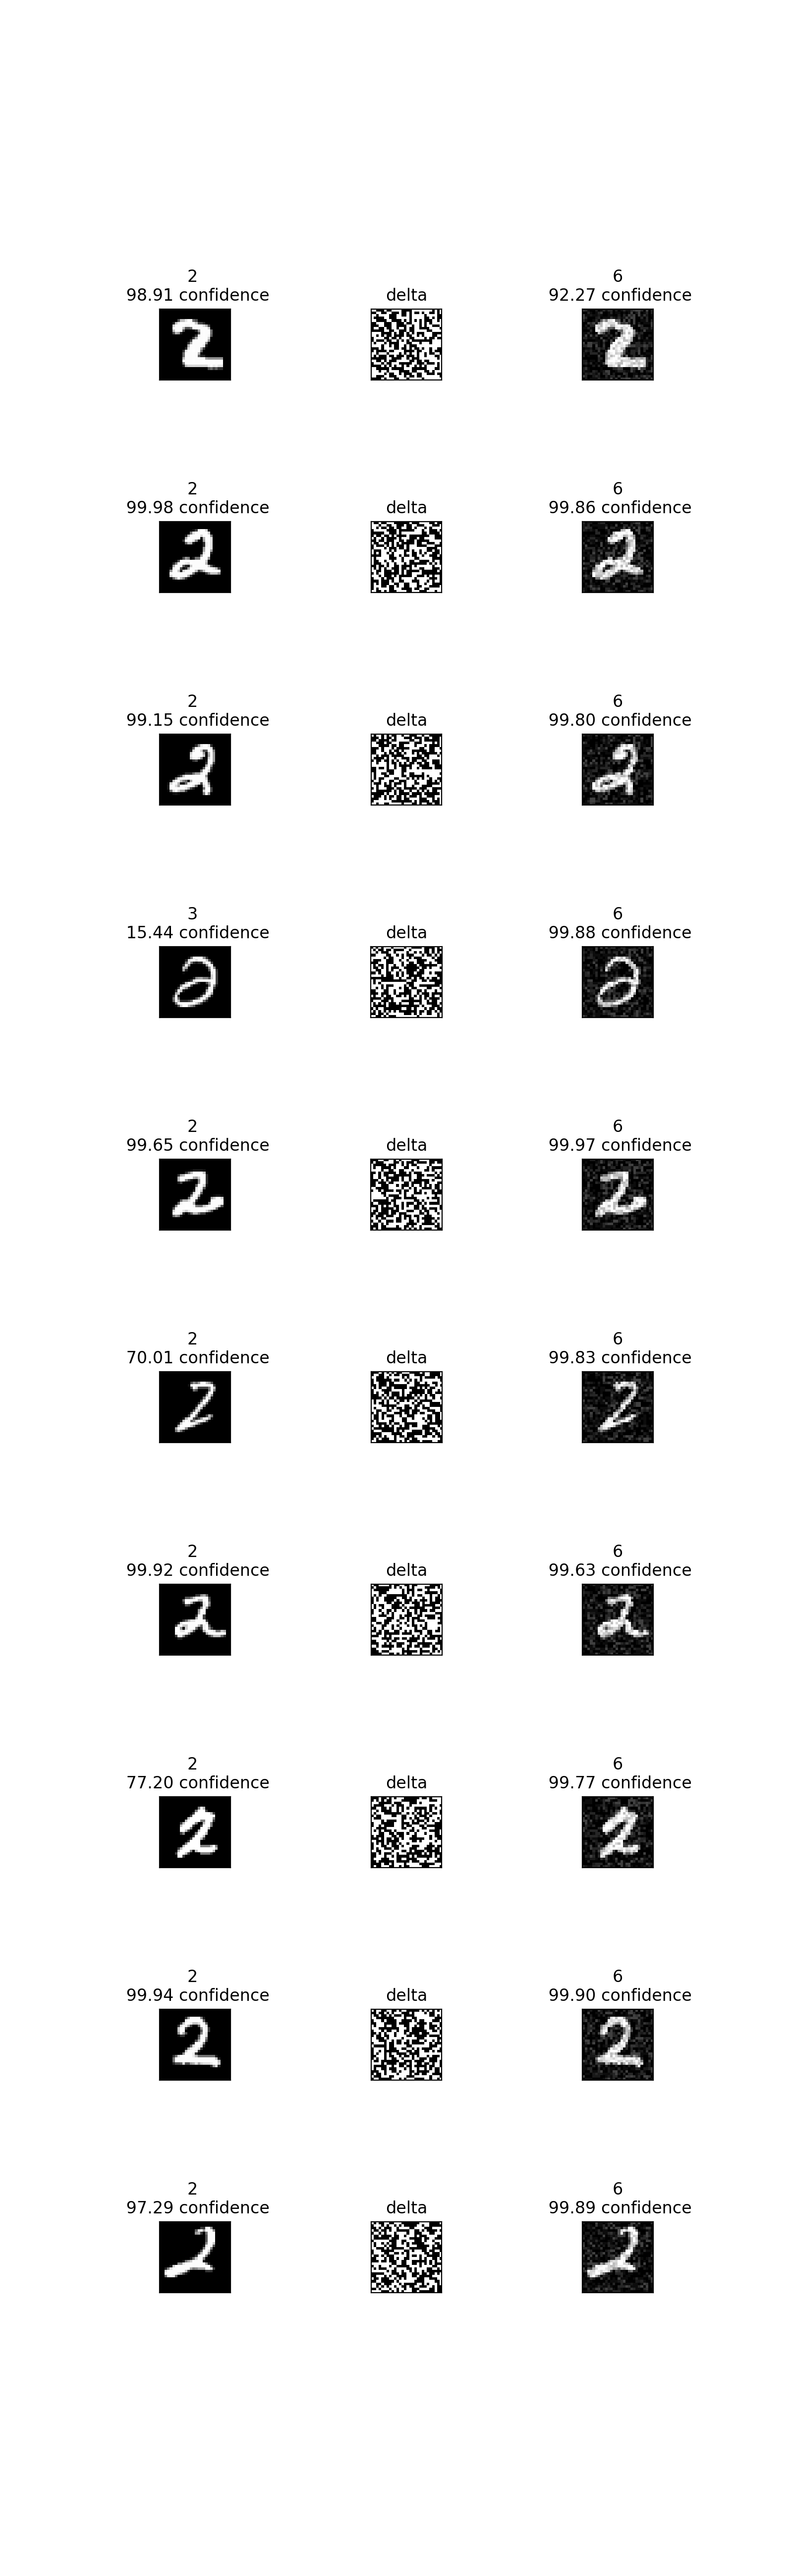 2
98.91 confidence
delta
6
92.27 confidence
2
99.98 confidence
delta
6
99.86 confidence
2
99.15 confidence
delta
6
99.80 confidence
3
15.44 confidence
delta
6
99.88 confidence
2
99.65 confidence
delta
6
99.97 confidence
2
70.01 confidence
delta
6
99.83 confidence
2
99.92 confidence
delta
6
99.63 confidence
2
77.20 confidence
delta
6
99.77 confidence
2
99.94 confidence
delta
6
99.90 confidence
2
97.29 confidence
delta
6
99.89 confidence